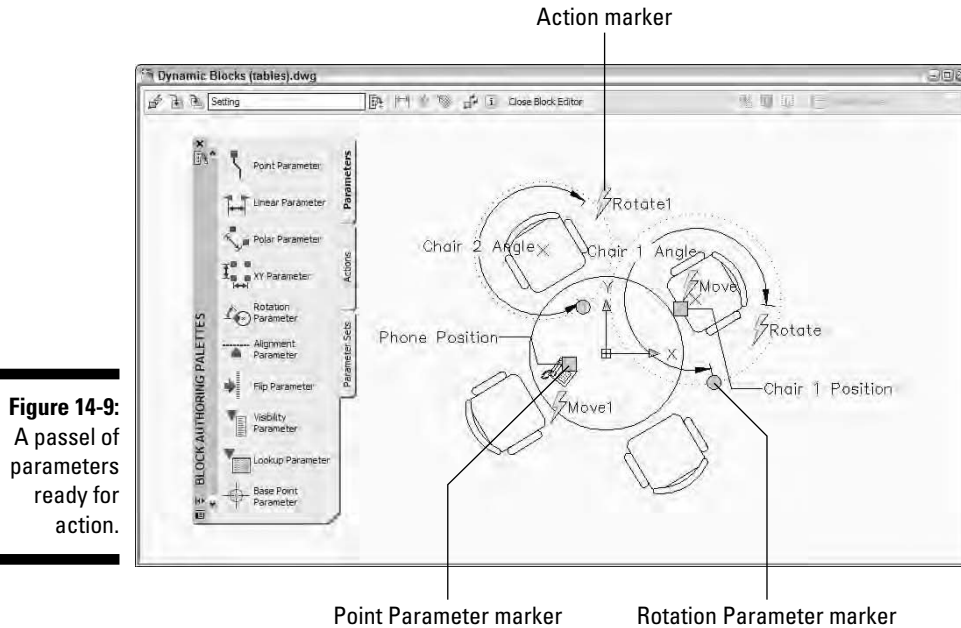 Action marker
Dynamic Blocks (tables).dwg
Setting
Close Block Editor
Point Parameter
Linear Parameter
Polar Parameter
XY Parameter
Rotation
Parameter
Alignment
Parameter
Flip Parameter
Visibility
Parameter
Lookup Parameter
Base Point
Parameter
Parameters
Actions
Parameter Sets
BLOCK AUTHORING PALETTES
Rotate1
Chair 2 Angle
Chair 1 Angle
Move
Y
Rotate
Phone Position
X
Chair 1 Position
Move1
Figure 14-9:
A passel of
parameters
ready for
action.
Point Parameter marker
Rotation Parameter marker